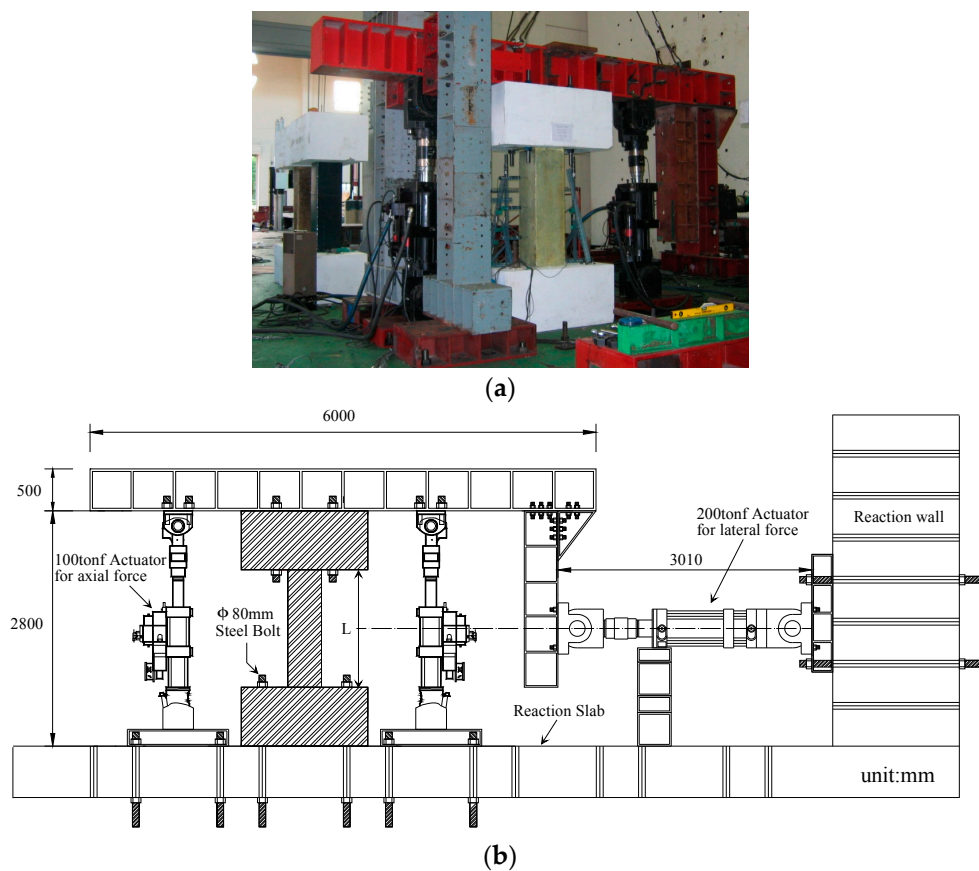 (a)
6000
500
2800
100tonf Actuator
for axial force
Φ 80mm
Steel Bolt
L
200tonf Actuator
for lateral force
3010
Reaction wall
Reaction Slab
unit:mm
(b)